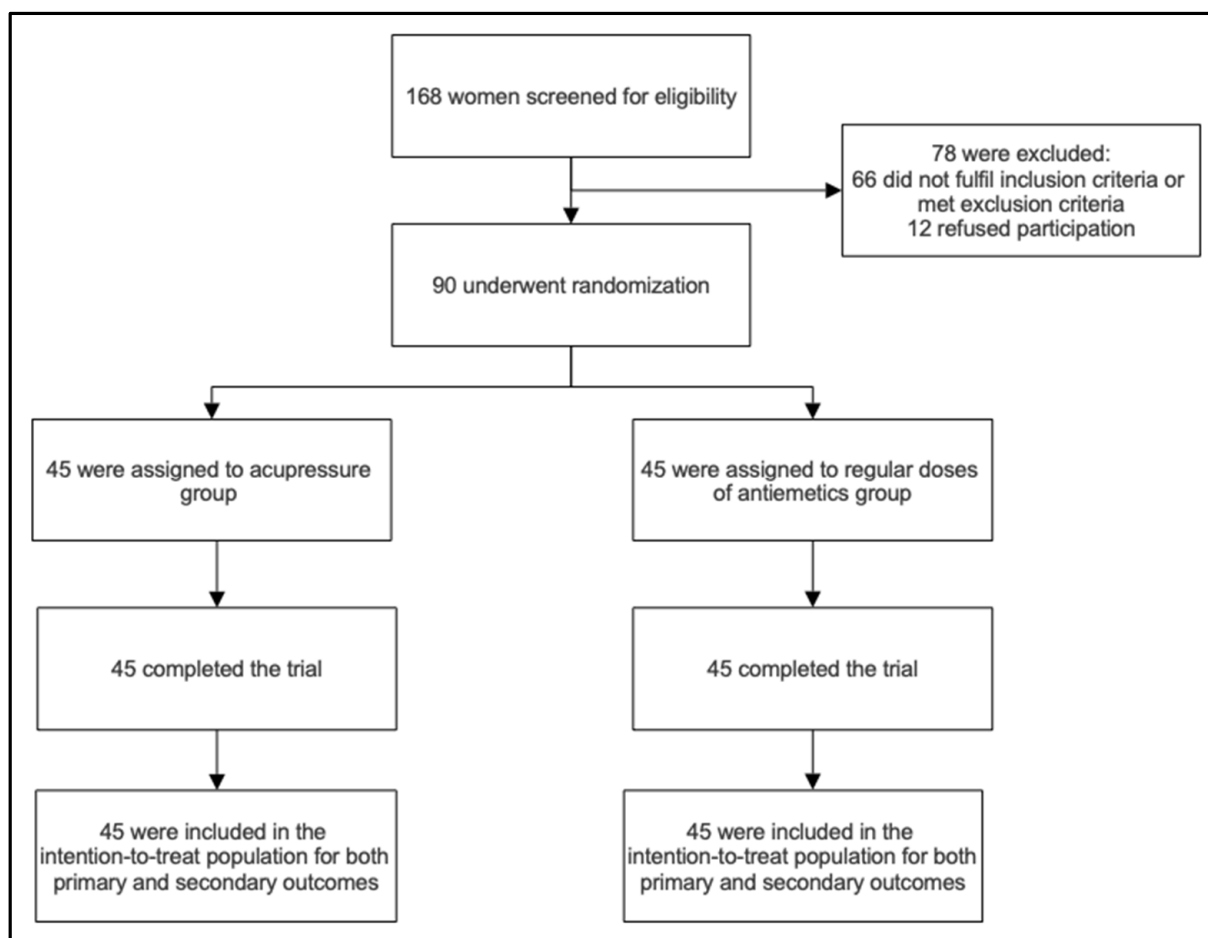 168 women screened for eligibility
78 were excluded:
66 did not fulfil inclusion criteria or
met exclusion criteria
12 refused participation
90 underwent randomization
45 were assigned to acupressure
group
45 were assigned to regular doses
of antiemetics group
45 completed the trial
45 completed the trial
45 were included in the
intention-to-treat population for both
primary and secondary outcomes
45 were included in the
intention-to-treat population for both
primary and secondary outcomes